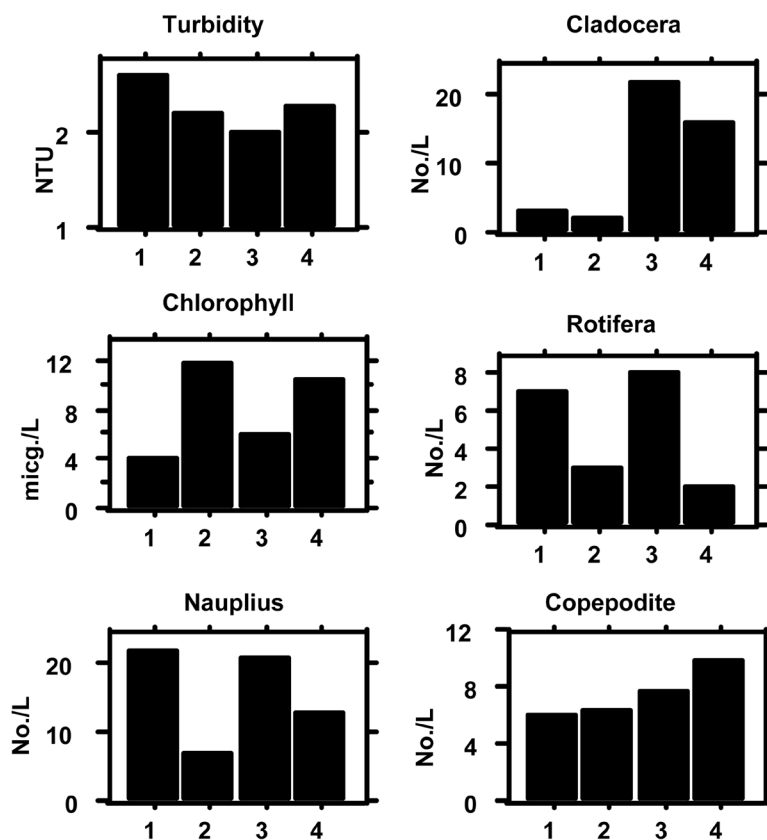 Turbidity
NTU
2
1
1 2 3 4
Cladocera
No./L
20
10
0
1 2 3 4
Chlorophyll
micg./L
12
8
4
0
1 2 3 4
Rotifera
No./L
8
6
4
2
0
1 2 3 4
Nauplius
No./L
20
10
0
1 2 3 4
Copepodite
No./L
12
8
4
0
1 2 3 4